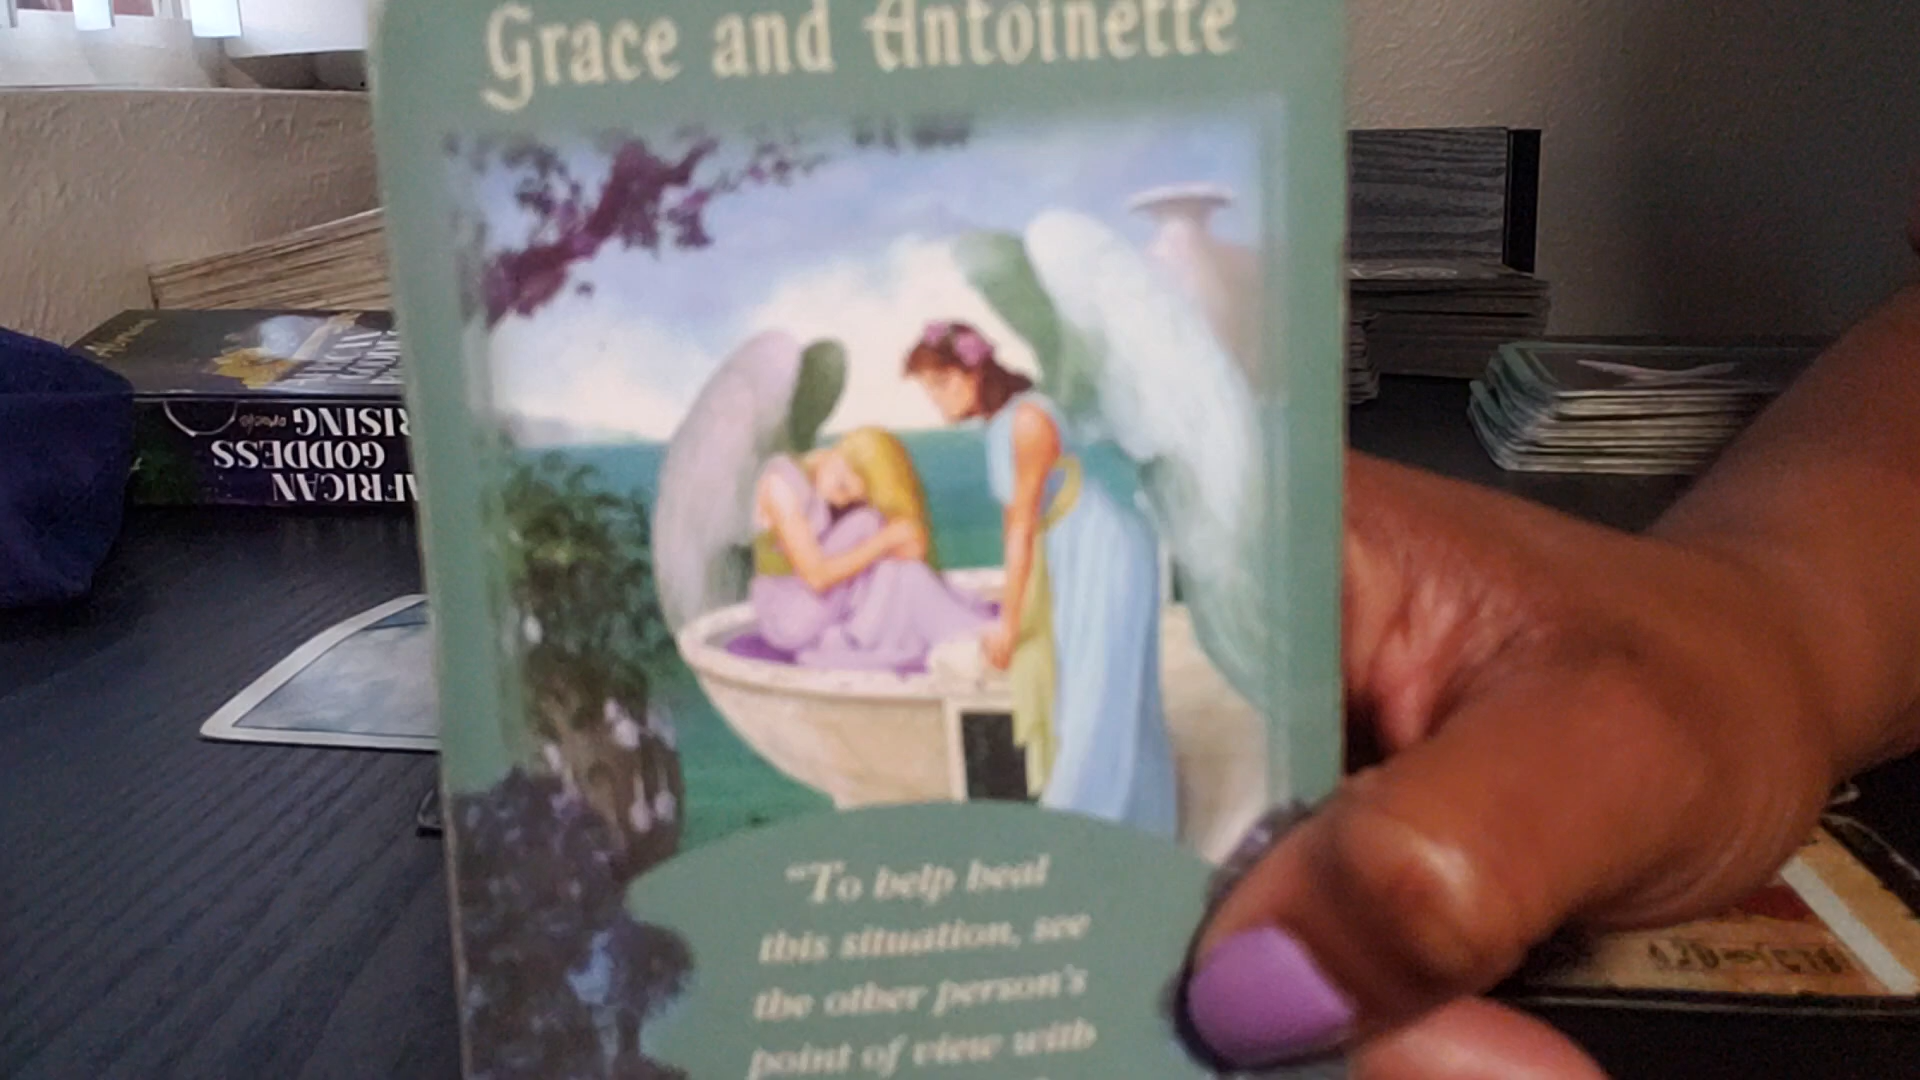 Grace and Antoinette
"To help heal
this situation, see
the other person's
point of view with
AFRICAN
GODDESS
RISING